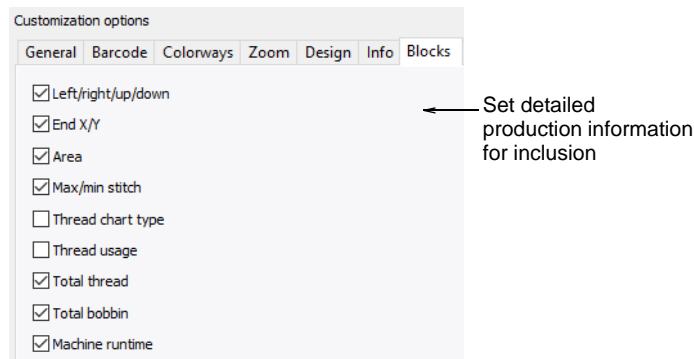 Customization options
General Barcode Colorways Zoom Design Info Blocks
Left/right/up/down
End X/Y
Area
Max/min stitch
Thread chart type
Thread usage
Total thread
Total bobbin
Machine runtime
Set detailed
production information
for inclusion